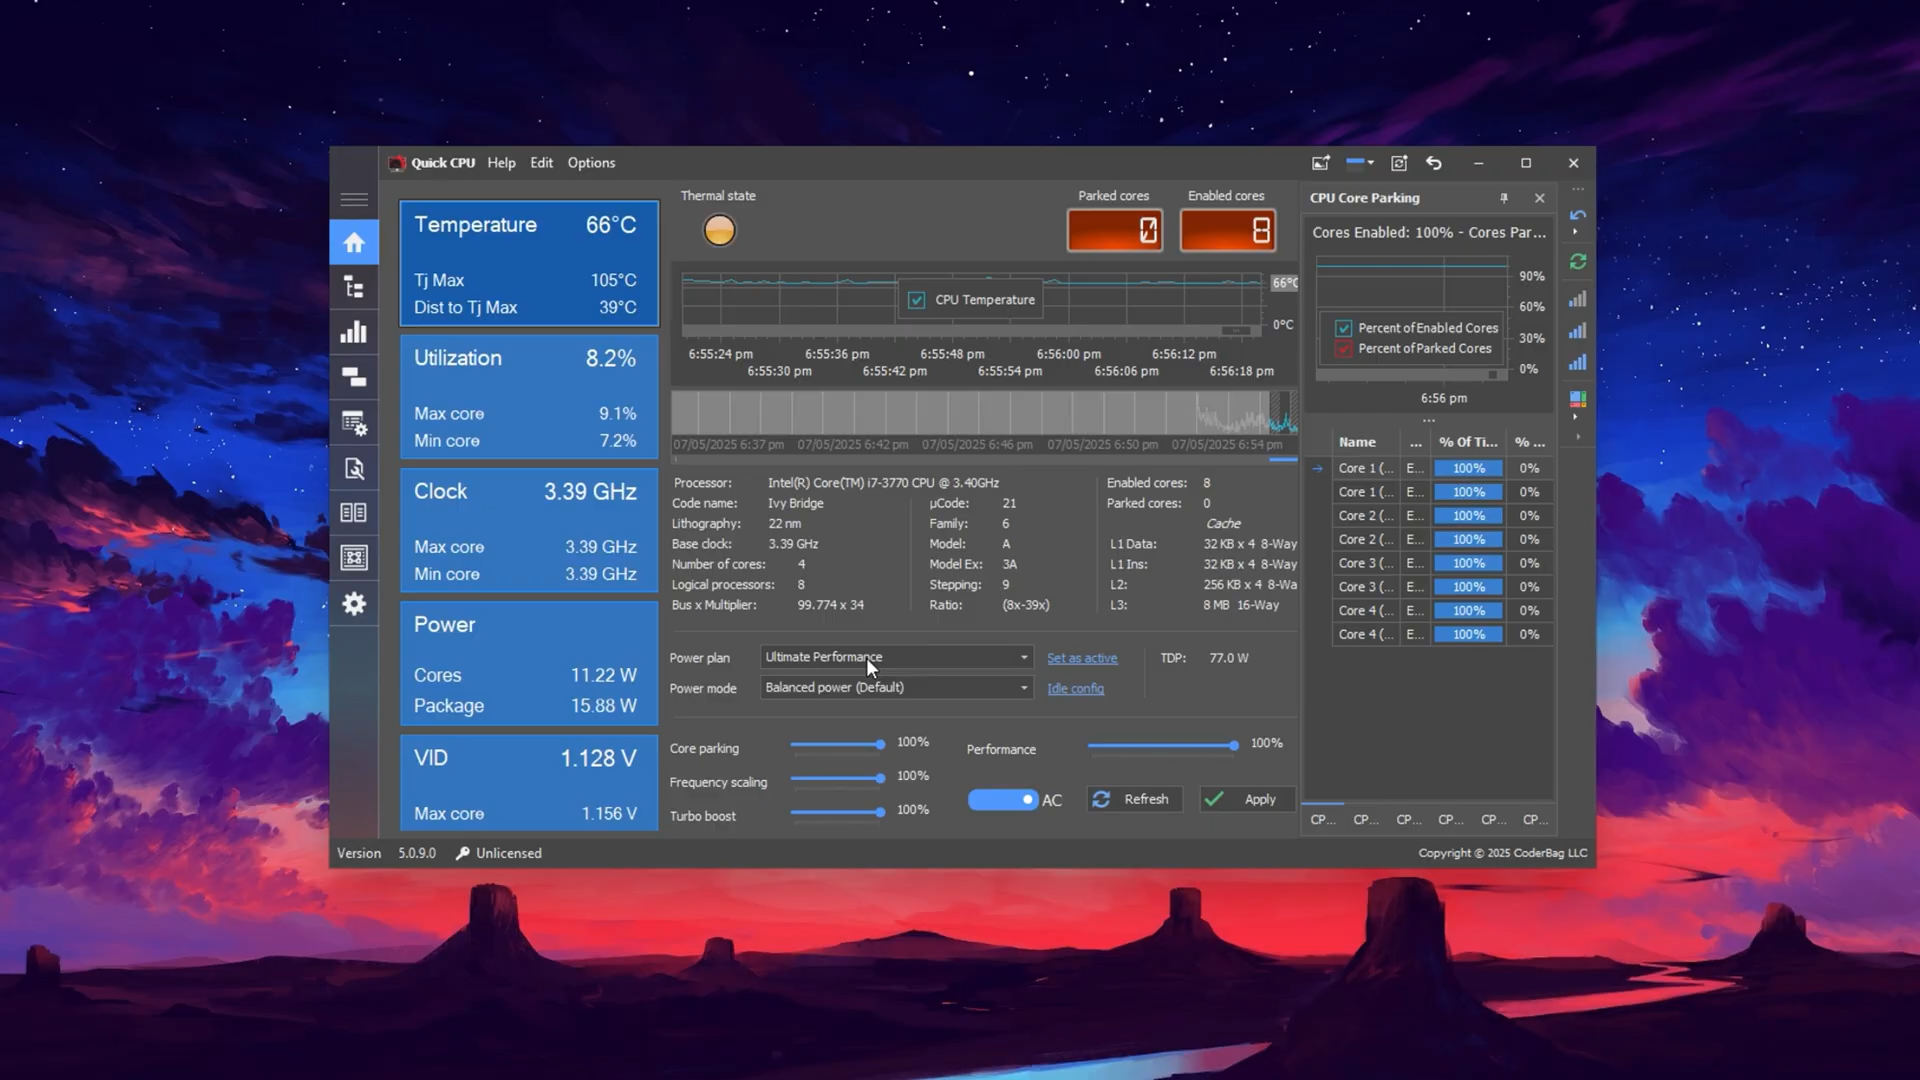 Quick CPU Help Edit Options
Temperature 66°C
Tj Max 105°C
Dist to Tj Max 39°C
Utilization 8.2%
Max core 9.1%
Min core 7.2%
Clock 3.39 GHz
Max core 3.39 GHz
Min core 3.39 GHz
Power
Cores 11.22 W
Package 15.88 W
VID 1.128 V
Max core 1.156 V
Thermal state
Parked cores Enabled cores
0 8
CPU Temperature
66°C
0°C
6:55:24 pm 6:55:36 pm 6:55:48 pm 6:56:00 pm 6:56:12 pm
6:55:30 pm 6:55:42 pm 6:55:54 pm 6:56:06 pm 6:56:18 pm
07/05/2025 6:37 pm 07/05/2025 6:42 pm 07/05/2025 6:46 pm 07/05/2025 6:50 pm 07/05/2025 6:54 pm
Processor: Intel(R) Core(TM) i7-3770 CPU @ 3.40GHz Enabled cores: 8
Code name: Ivy Bridge µCode: 21 Parked cores: 0
Lithography: 22 nm Family: 6 Cache
Base clock: 3.39 GHz Model: A L1 Data: 32 KB x 4 8-Way
Number of cores: 4 Model Ex: 3A L1 Ins: 32 KB x 4 8-Way
Logical processors: 8 Stepping: 9 L2: 256 KB x 4 8-Wa
Bus x Multiplier: 99.774 x 34 Ratio: (8x-39x) L3: 8 MB 16-Way
Power plan Ultimate Performance Set as active TDP: 77.0 W
Power mode Balanced power (Default) Idle config
Core parking 100% Performance 100%
Frequency scaling 100%
Turbo boost 100%
AC Refresh Apply
CPU Core Parking
Cores Enabled: 100% - Cores Par...
90%
60%
30%
0%
Percent of Enabled Cores
Percent of Parked Cores
6:56 pm
Name ... % Of Ti... % ...
Core 1 (... E... 100% 0%
Core 1 (... E... 100% 0%
Core 2 (... E... 100% 0%
Core 2 (... E... 100% 0%
Core 3 (... E... 100% 0%
Core 3 (... E... 100% 0%
Core 4 (... E... 100% 0%
Core 4 (... E... 100% 0%
CP... CP... CP... CP... CP... CP...
Version 5.0.9.0 Unlicensed Copyright © 2025 CoderBag LLC